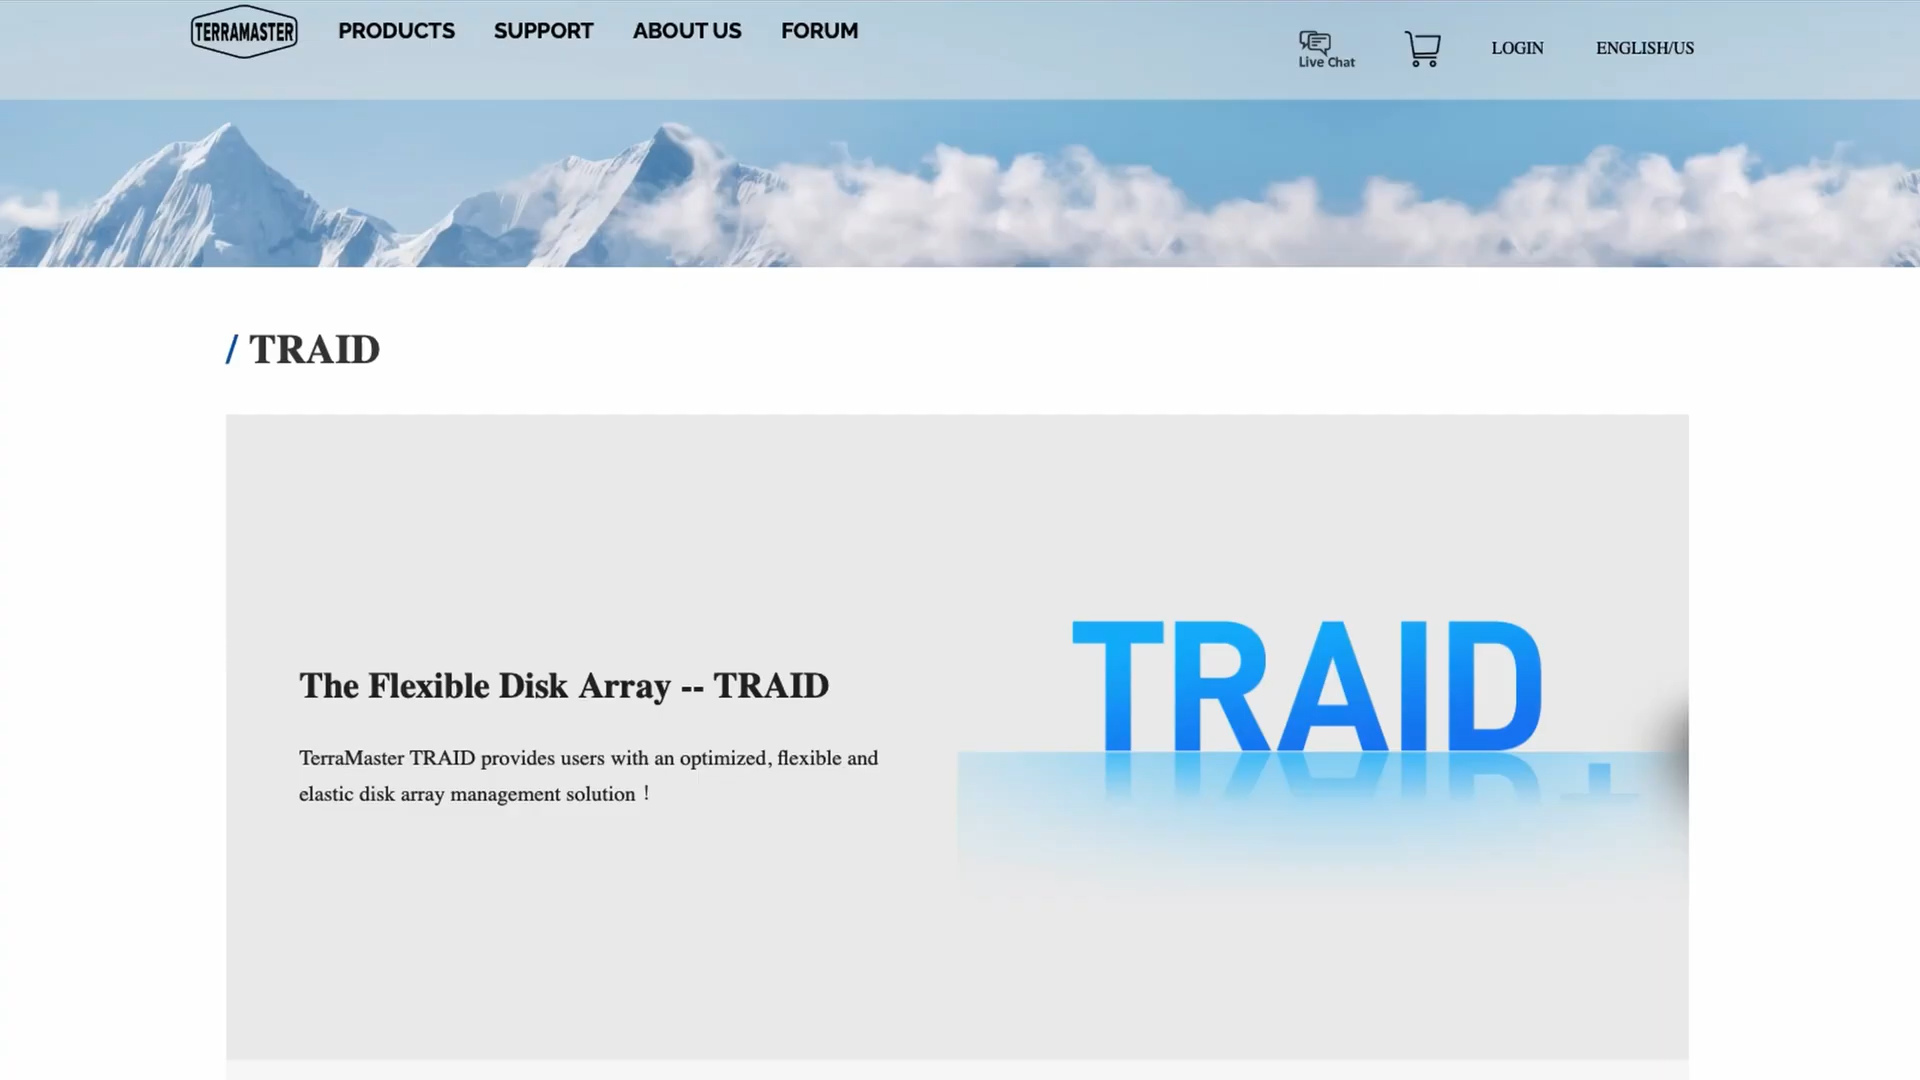 TERRAMASTER
PRODUCTS
SUPPORT
ABOUT US
FORUM
Live Chat
LOGIN
ENGLISH/US
/ TRAID
The Flexible Disk Array -- TRAID
TerraMaster TRAID provides users with an optimized, flexible and
elastic disk array management solution！
TRAID